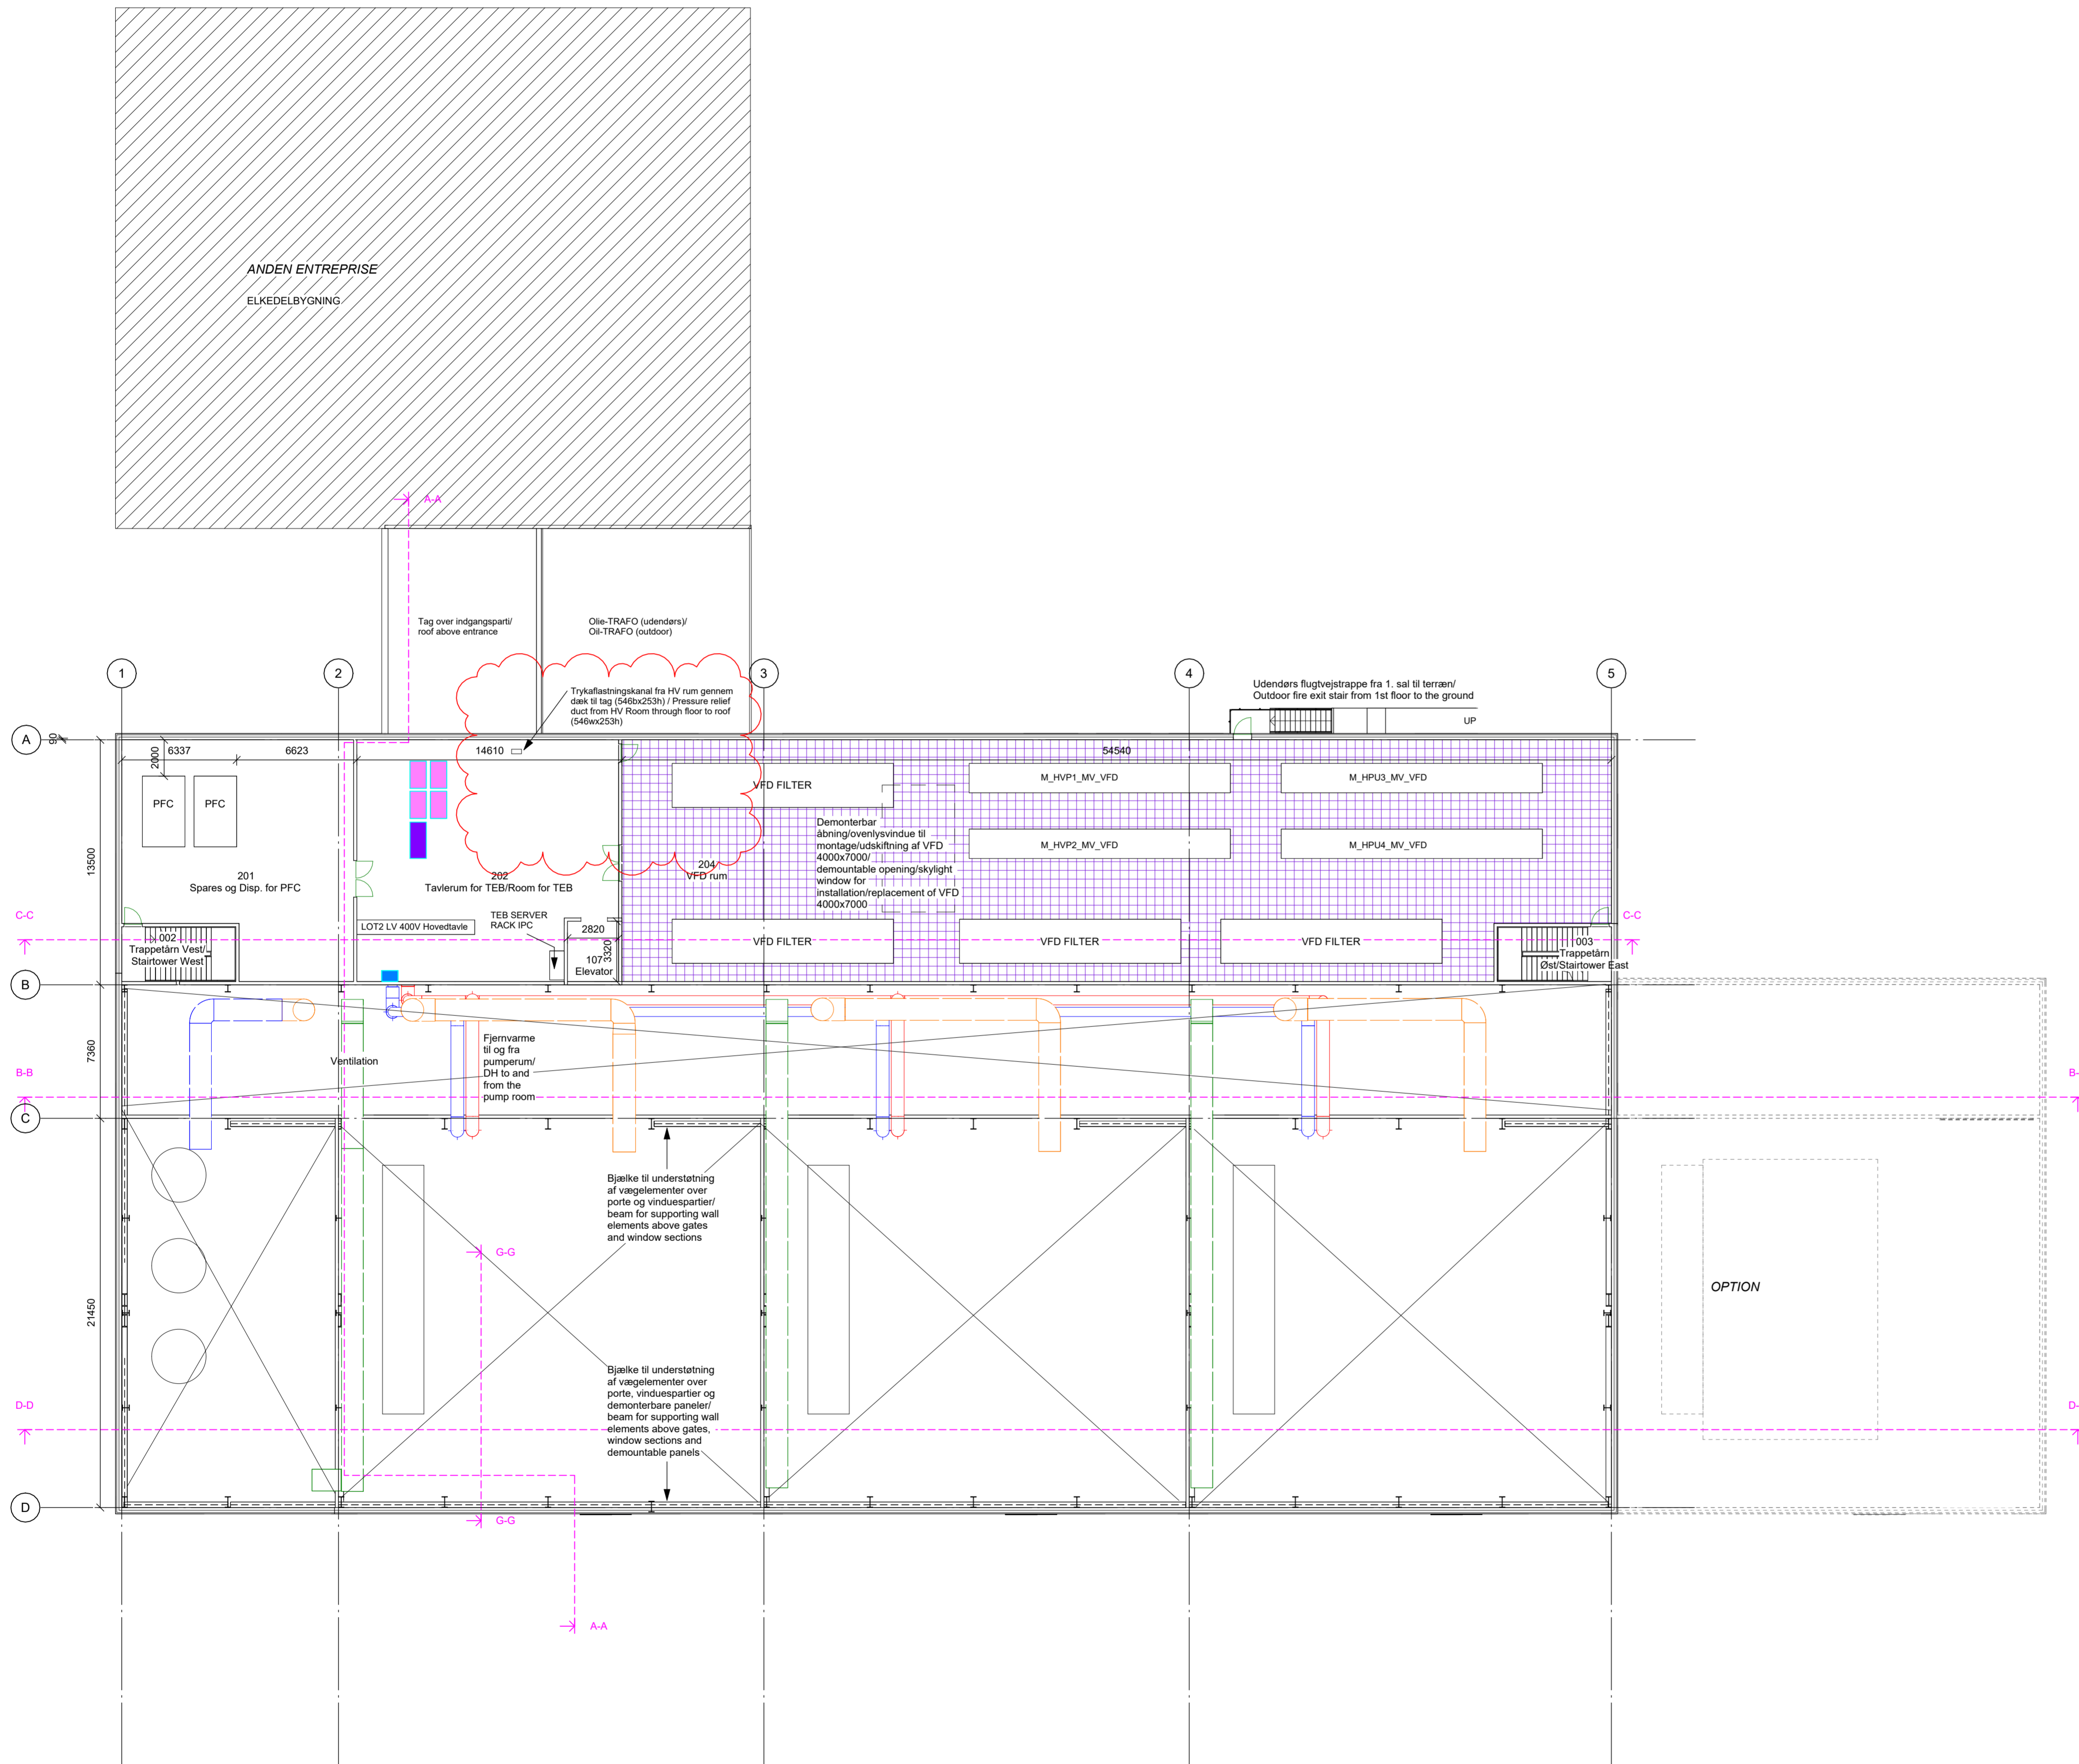 ANDEN ENTREPRISE
ELKEDELBYGNING
A-A
Tag over indgangsparti/
roof above entrance
Olie-TRAFO (udendørs)/
Oil-TRAFO (outdoor)
1
2
3
4
5
Trykaflastningskanal fra HV rum gennem
dæk til tag (546bx253h) / Pressure relief
duct from HV Room through floor to roof
(546wx253h)
Udendørs flugtvejstrappe fra 1. sal til terræn/
Outdoor fire exit stair from 1st floor to the ground
UP
A
90
2000
6337
6623
14610
54540
PFC
PFC
VFD FILTER
M_HVP1_MV_VFD
M_HPU3_MV_VFD
Demonterbar
åbning/ovenlysvindue til
montage/udskiftning af VFD
4000x7000/
demountable opening/skylight
window for
installation/replacement of VFD
4000x7000
M_HVP2_MV_VFD
M_HPU4_MV_VFD
13500
201
Spares og Disp. for PFC
202
Tavlerum for TEB/Room for TEB
204
VFD rum
C-C
C-C
LOT2 LV 400V Hovedtavle
TEB SERVER
RACK IPC
2820
3320
107
Elevator
002
Trappetårn Vest/
Stairtower West
VFD FILTER
VFD FILTER
VFD FILTER
003
Trappetårn
Øst/Stairtower East
B
7360
Ventilation
Fjernvarme
til og fra
pumperum/
DH to and
from the
pump room
B-B
B-
C
Bjælke til understøtning
af vægelementer over
porte og vinduespartier/
beam for supporting wall
elements above gates
and window sections
G-G
21450
OPTION
Bjælke til understøtning
af vægelementer over
porte, vinduespartier og
demonterbare paneler/
beam for supporting wall
elements above gates,
window sections and
demountable panels
D-D
D-
D
G-G
A-A